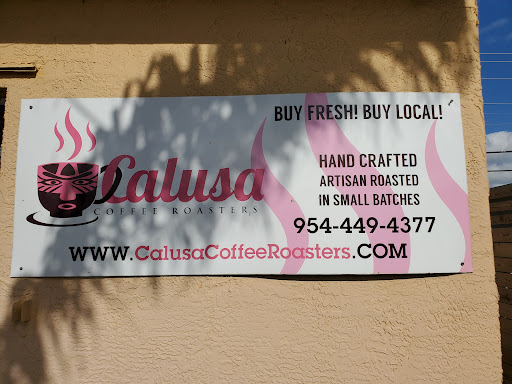 BUY FRESH! BUY LOCAL!
Calusa
COFFEE ROASTERS
HAND CRAFTED
ARTISAN ROASTED
IN SMALL BATCHES
954-449-4377
WWW.CalusaCoffeeRoasters.COM